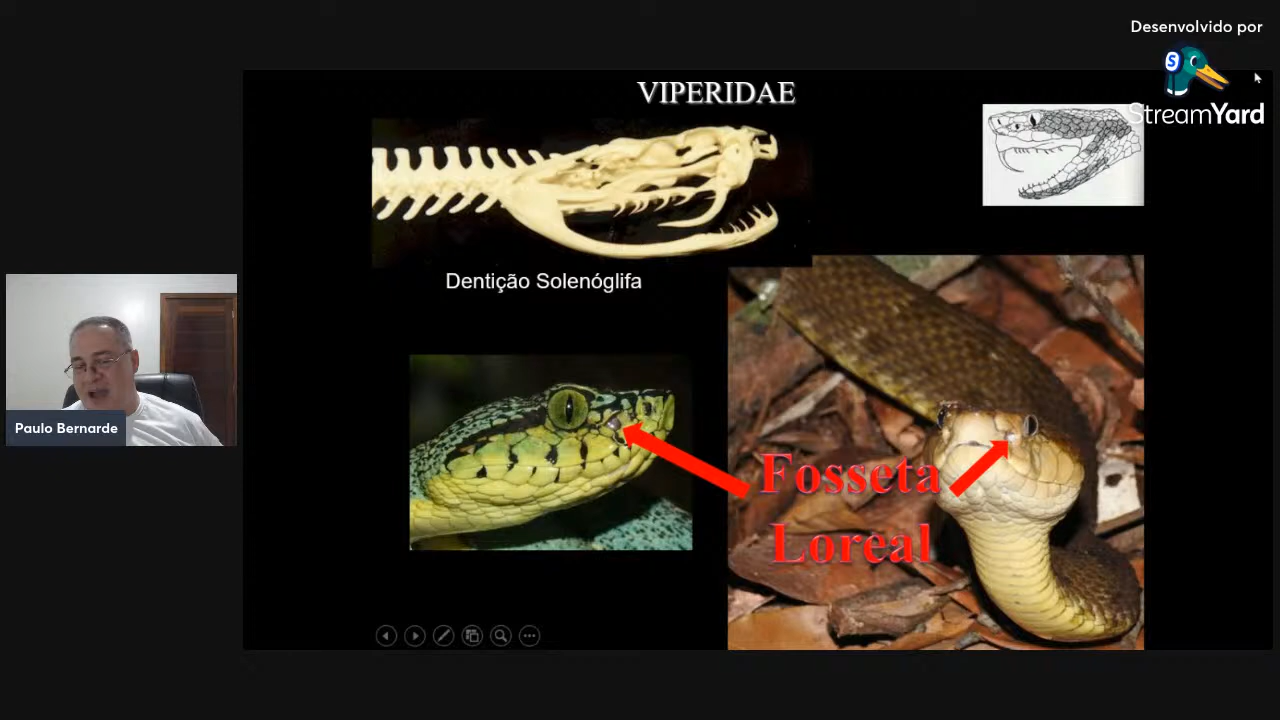 Desenvolvido por
StreamYard
VIPERIDAE
Dentição Solenóglifa
Fosseta
Loreal
Paulo Bernarde